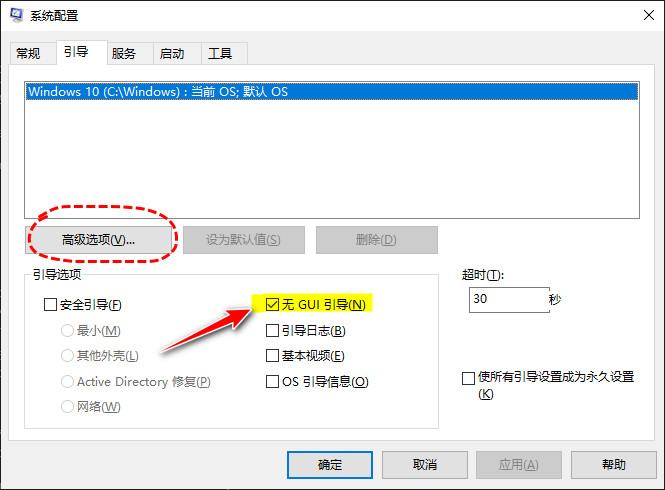 系统配置
常规 引导 服务 启动 工具
Windows 10 (C:\Windows) : 当前 OS; 默认 OS
高级选项(V)... 设为默认值(S) 删除(D)
引导选项 超时(T):
安全引导(F) 无 GUI 引导(N) 30 秒
最小(M) 引导日志(B)
其他外壳(L) 基本视频(E)
Active Directory 修复(P) OS 引导信息(O) 使所有引导设置成为永久设置
(K)
网络(W)
确定 取消 应用(A) 帮助